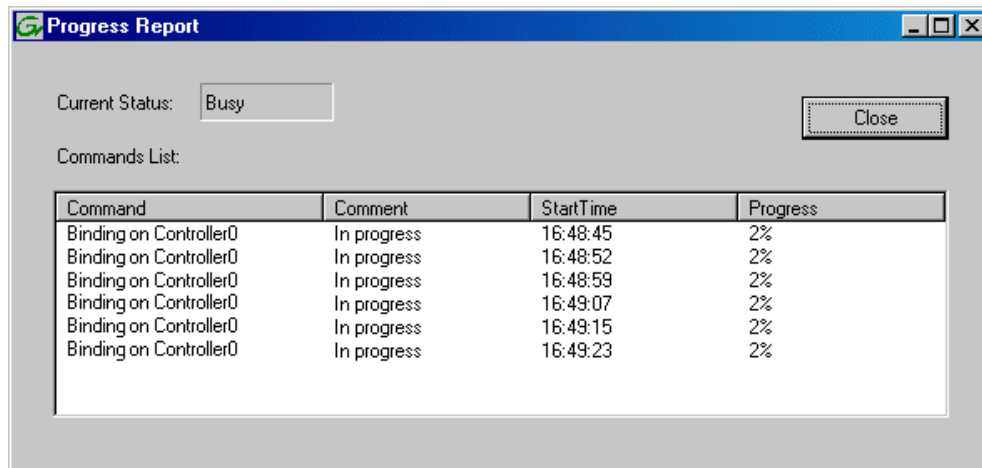 Progress Report
Current Status: Busy
Close
Commands List:
Command Comment StartTime Progress
Binding on Controller0 In progress 16:48:45 2%
Binding on Controller0 In progress 16:48:52 2%
Binding on Controller0 In progress 16:48:59 2%
Binding on Controller0 In progress 16:49:07 2%
Binding on Controller0 In progress 16:49:15 2%
Binding on Controller0 In progress 16:49:23 2%